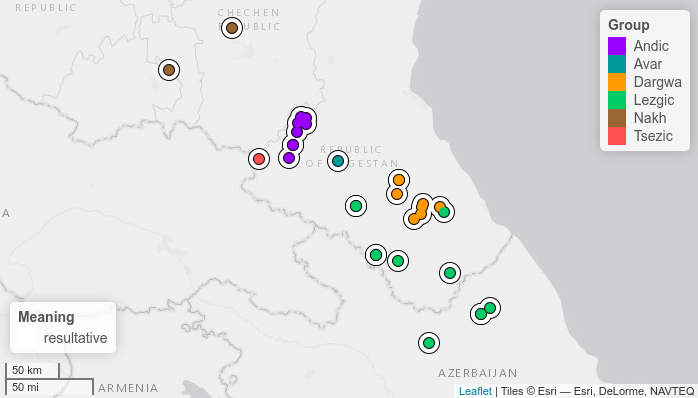 REPUBLIC
CHECHEN
REPUBLIC
Group
Andic
Avar
Dargwa
Lezgic
Nakh
Tsezic
REPUBLIC
OF
GESTAN
A
Meaning
resultative
50 km
50 mi
ARMENIA
AZERBAIJAN
Leaflet | Tiles © Esri — Esri, DeLorme, NAVTEQ